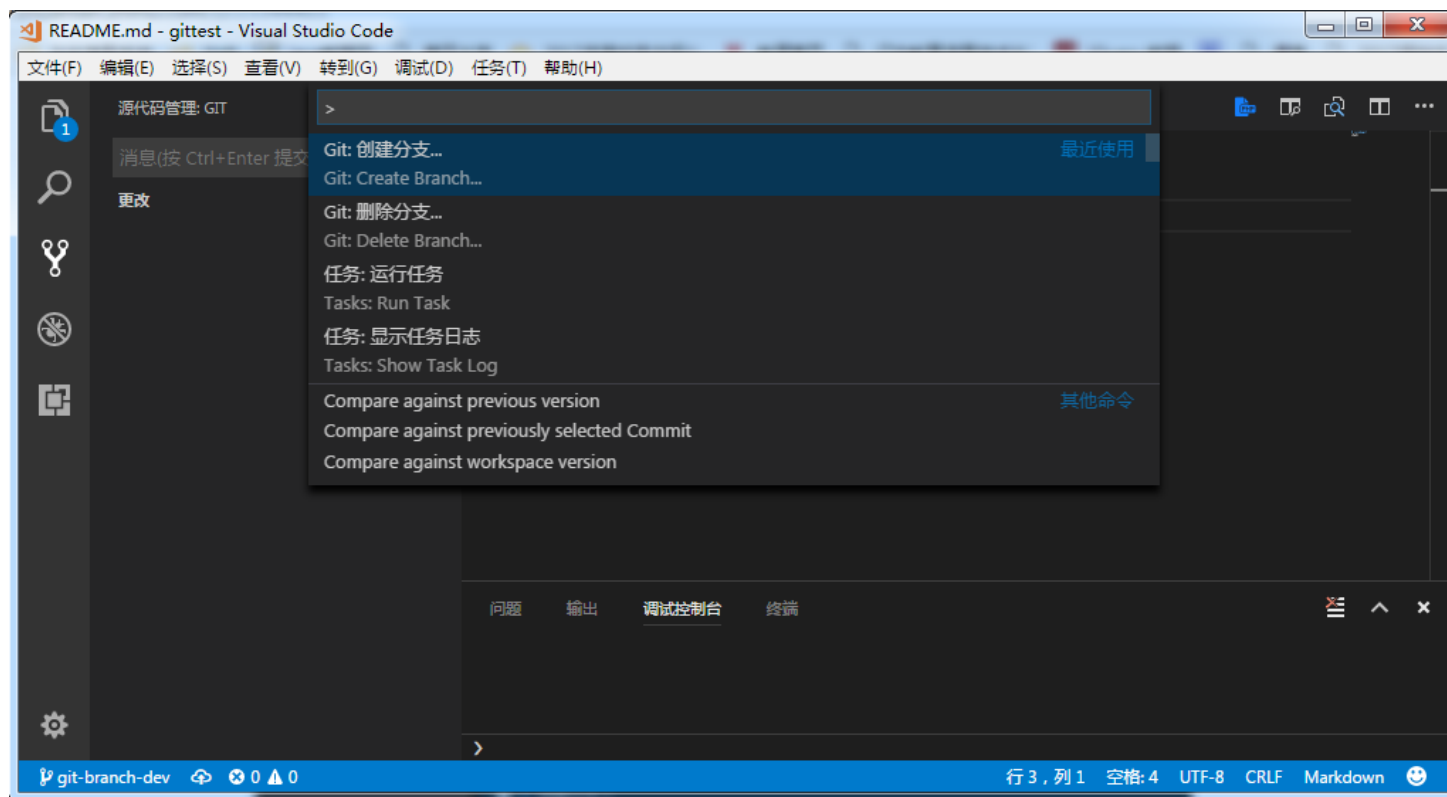 README.md - gittest - Visual Studio Code
文件(F) 编辑(E) 选择(S) 查看(V) 转到(G) 调试(D) 任务(T) 帮助(H)
1
源代码管理: GIT
消息(按 Ctrl+Enter 提交
更改
>
Git: 创建分支... 最近使用
Git: Create Branch...
Git: 删除分支...
Git: Delete Branch...
任务: 运行任务
Tasks: Run Task
任务: 显示任务日志
Tasks: Show Task Log
Compare against previous version 其他命令
Compare against previously selected Commit
Compare against workspace version
问题 输出 调试控制台 终端
git-branch-dev 0 0 行 3，列 1 空格: 4 UTF-8 CRLF Markdown